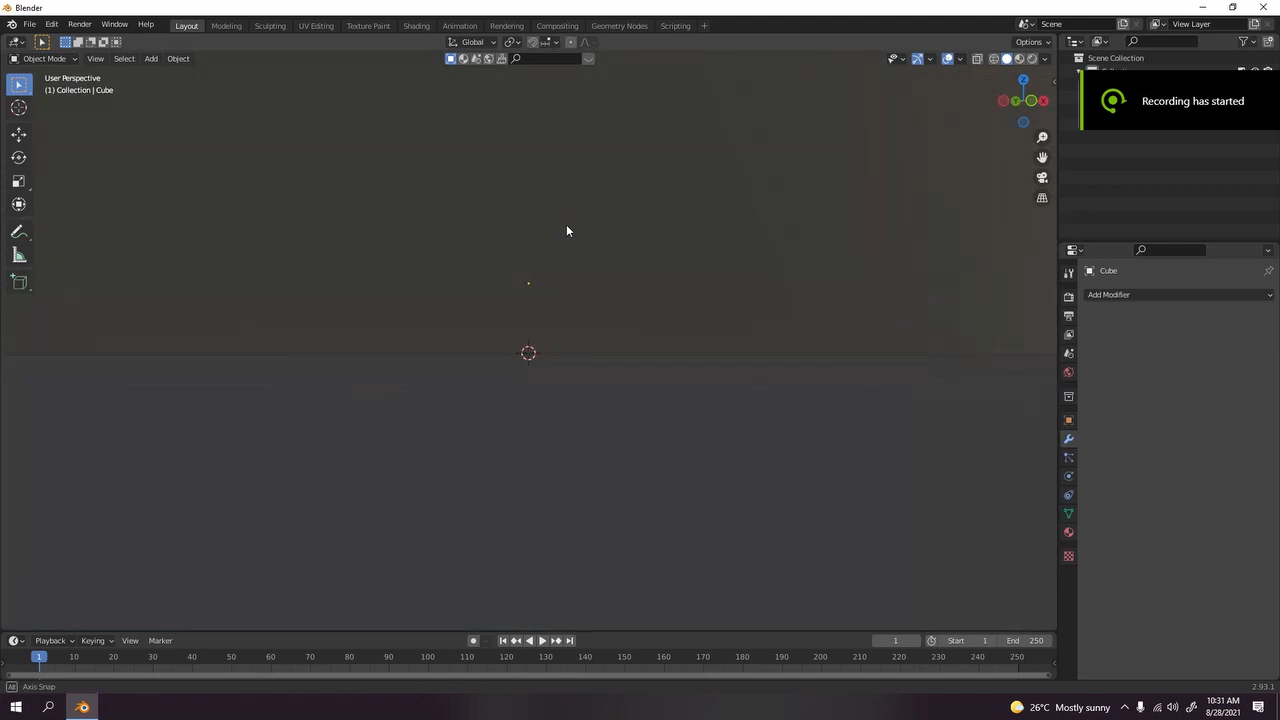 Blender
File Edit Render Window Help
Layout Modeling Sculpting UV Editing Texture Paint Shading Animation Rendering Compositing Geometry Nodes Scripting
Scene
View Layer
Global
Options
Object Mode View Select Add Object
Scene Collection
User Perspective
(1) Collection | Cube
Z
Y
X
Recording has started
Cube
Add Modifier
Playback Keying View Marker
1
Start 1
End 250
1 10 20 30 40 50 60 70 80 90 100 110 120 130 140 150 160 170 180 190 200 210 220 230 240 250
Axis Snap
2.93.1
26°C Mostly sunny
10:31 AM
8/28/2021